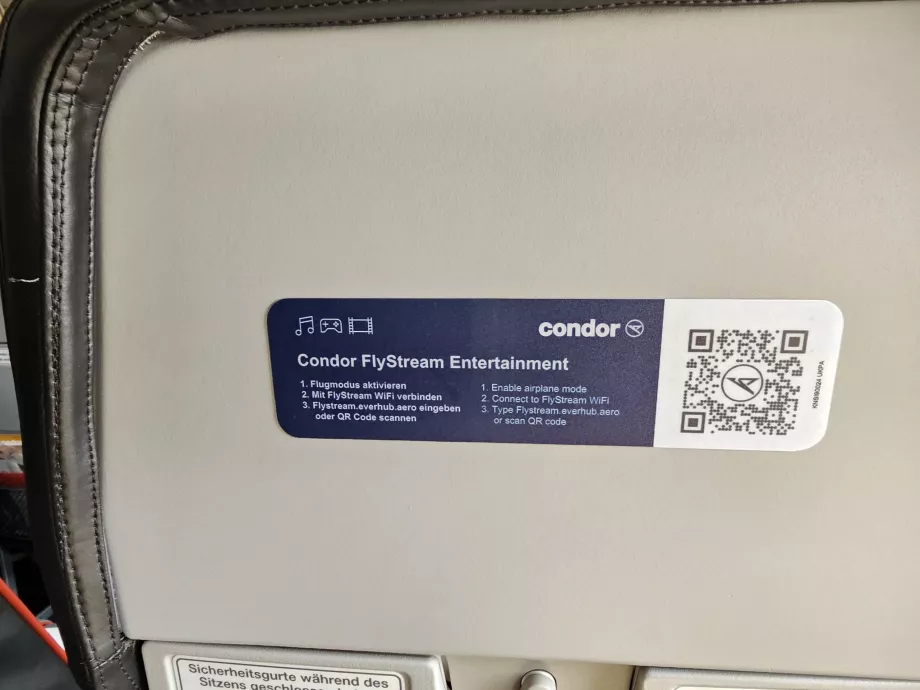 condor
Condor FlyStream Entertainment
1. Flugmodus aktivieren
2. Mit FlyStream WiFi verbinden
3. Flystream.everhub.aero eingeben
oder QR Code scannen
1. Enable airplane mode
2. Connect to FlyStream WiFi
3. Type Flystream.everhub.aero
or scan QR code
Sicherheitsgurte während des
Sitzens geschlossen